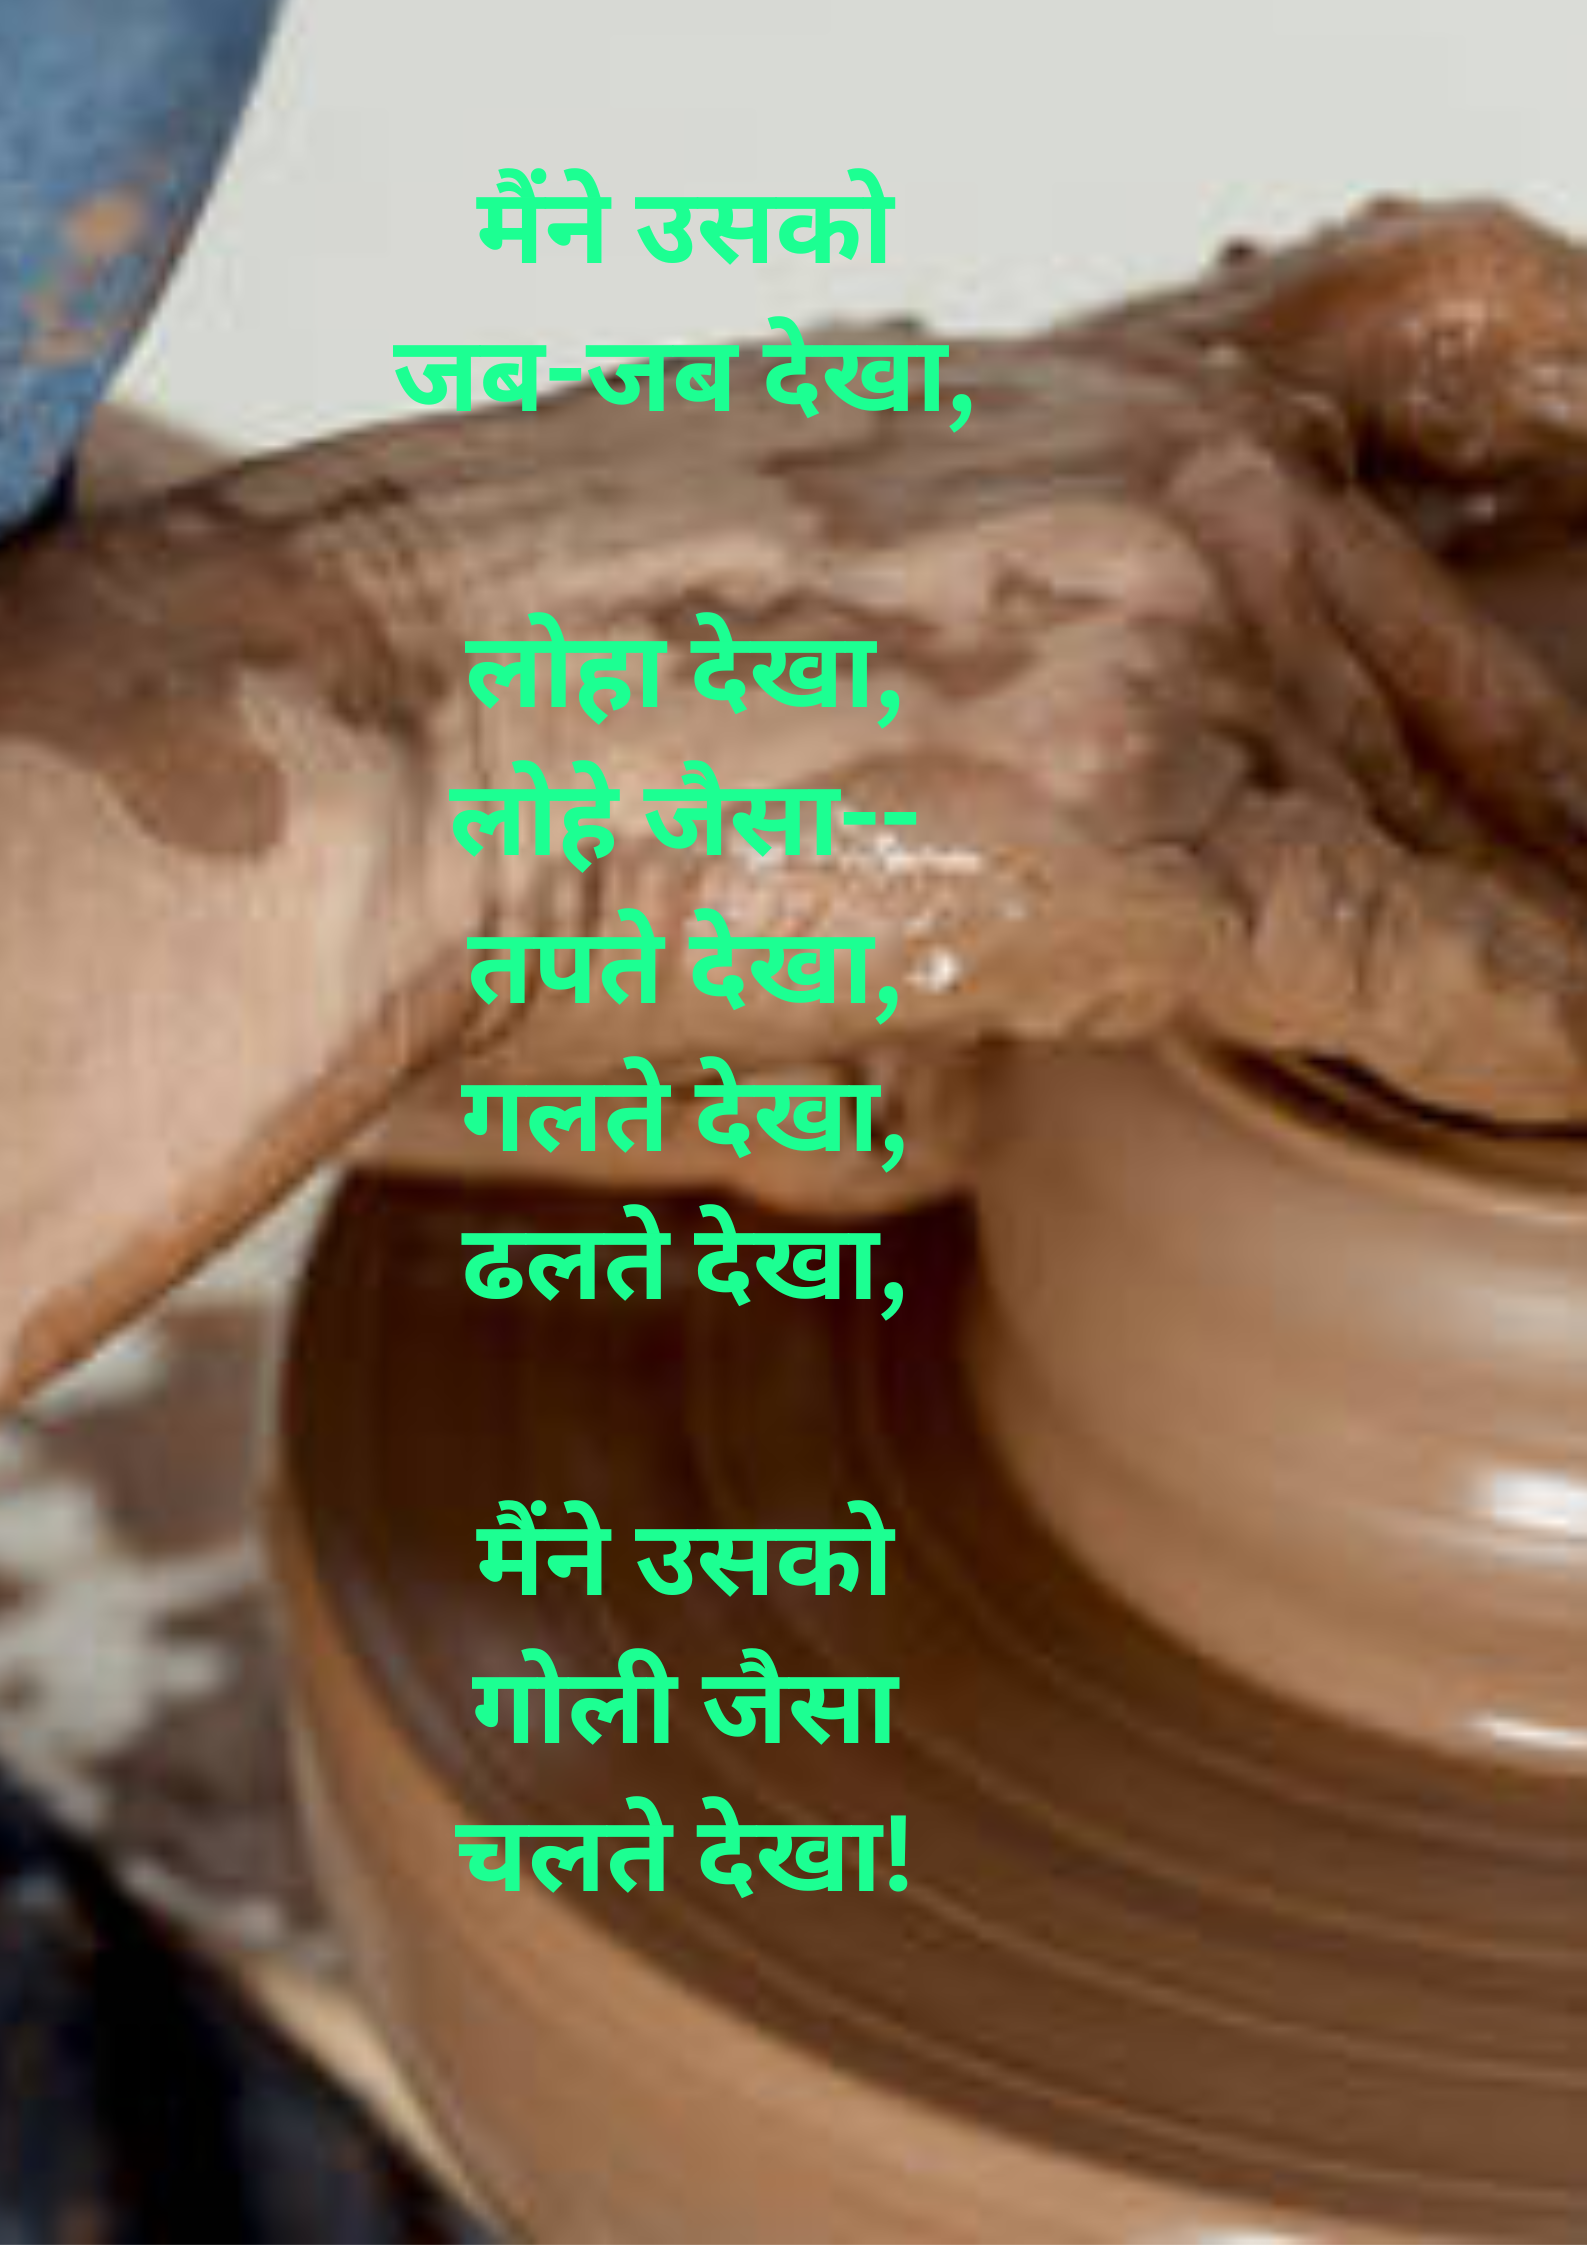 मैंने उसको
जब-जब देखा,
लोहा देखा,
लोहे जैसा--
तपते देखा,
गलते देखा,
ढलते देखा,
मैंने उसको
गोली जैसा
चलते देखा!